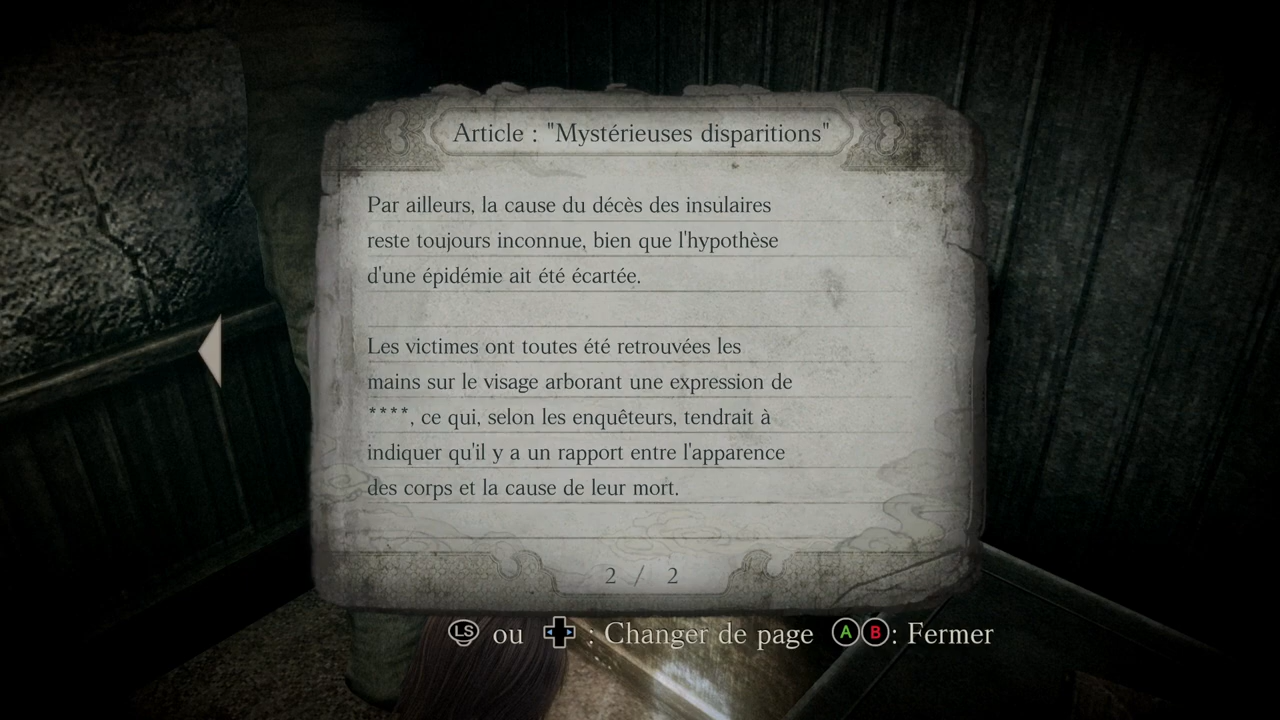 Article : "Mystérieuses disparitions"
Par ailleurs, la cause du décès des insulaires
reste toujours inconnue, bien que l'hypothèse
d'une épidémie ait été écartée.
Les victimes ont toutes été retrouvées les
mains sur le visage arborant une expression de
****, ce qui, selon les enquêteurs, tendrait à
indiquer qu'il y a un rapport entre l'apparence
des corps et la cause de leur mort.
2 / 2
LS ou : Changer de page A B : Fermer